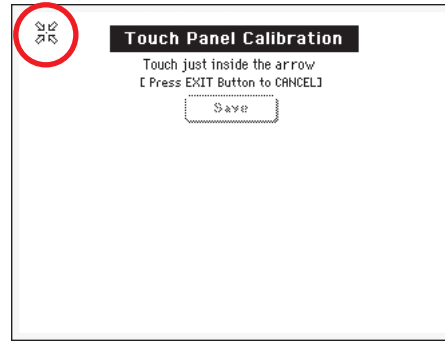 Touch Panel Calibration
Touch just inside the arrow
[ Press EXIT Button to CANCEL]
Save